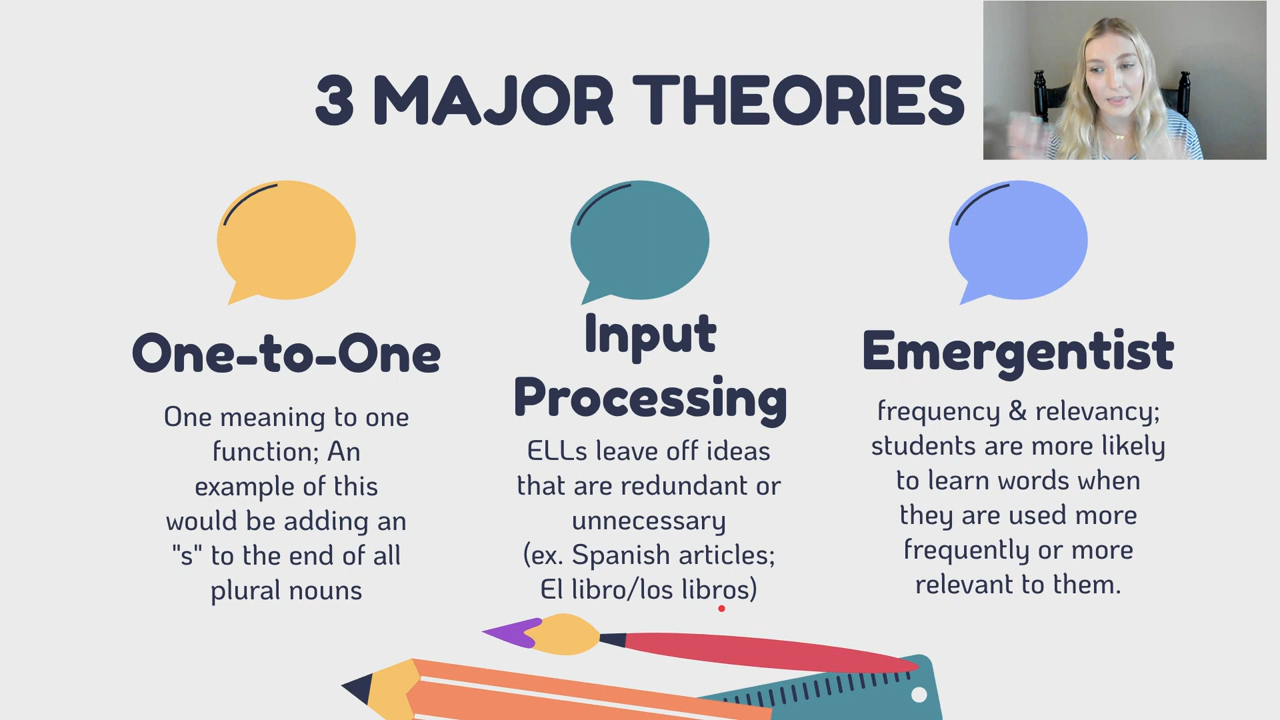 3 MAJOR THEORIES
One-to-One
One meaning to one
function; An
example of this
would be adding an
"s" to the end of all
plural nouns
Input
Processing
ELLs leave off ideas
that are redundant or
unnecessary
(ex. Spanish articles;
El libro/los libros)
Emergentist
frequency & relevancy;
students are more likely
to learn words when
they are used more
frequently or more
relevant to them.